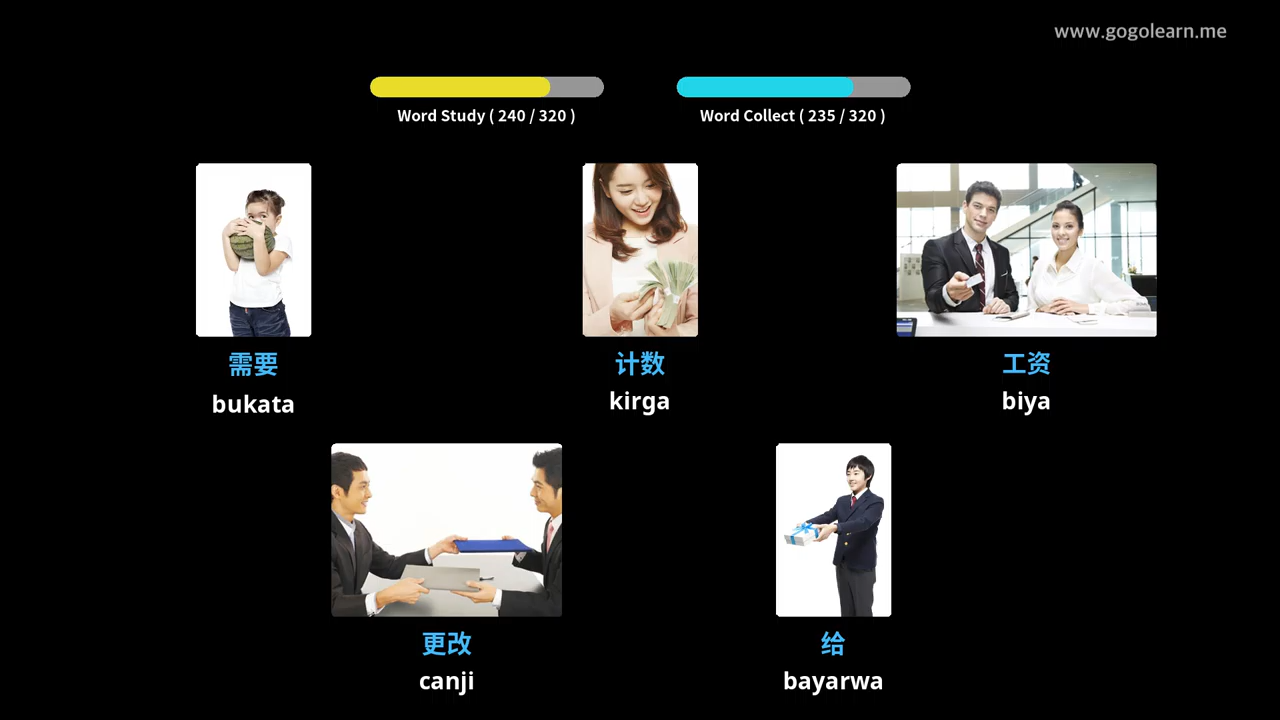 www.gogolearn.me
Word Study ( 240 / 320 )
Word Collect ( 235 / 320 )
需要
bukata
计数
kirga
工资
biya
更改
canji
给
bayarwa